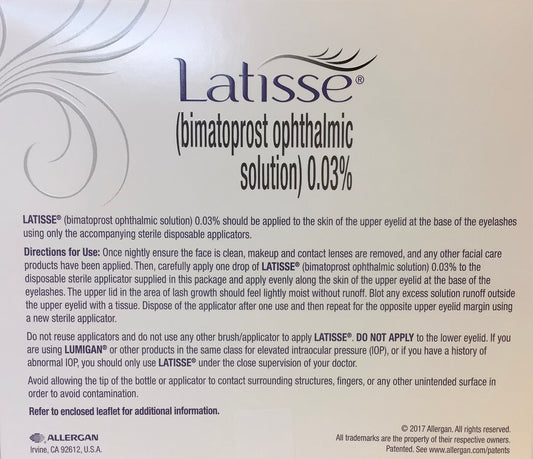 Latisse®
(bimatoprost ophthalmic
solution) 0.03%
LATISSE® (bimatoprost ophthalmic solution) 0.03% should be applied to the skin of the upper eyelid at the base of the eyelashes
using only the accompanying sterile disposable applicators.
Directions for Use: Once nightly ensure the face is clean, makeup and contact lenses are removed, and any other facial care
products have been applied. Then, carefully apply one drop of LATISSE® (bimatoprost ophthalmic solution) 0.03% to the
disposable sterile applicator supplied in this package and apply evenly along the skin of the upper eyelid at the base of the
eyelashes. The upper lid in the area of lash growth should feel lightly moist without runoff. Blot any excess solution runoff outside
the upper eyelid with a tissue. Dispose of the applicator after one use and then repeat for the opposite upper eyelid margin using
a new sterile applicator.
Do not reuse applicators and do not use any other brush/applicator to apply LATISSE®. DO NOT APPLY to the lower eyelid. If you
are using LUMIGAN® or other products in the same class for elevated intraocular pressure (IOP), or if you have a history of
abnormal IOP, you should only use LATISSE® under the close supervision of your doctor.
Avoid allowing the tip of the bottle or applicator to contact surrounding structures, fingers, or any other unintended surface in
order to avoid contamination.
Refer to enclosed leaflet for additional information.
ALLERGAN
Irvine, CA 92612, U.S.A.
© 2017 Allergan. All rights reserved.
All trademarks are the property of their respective owners.
Patented. See www.allergan.com/patents